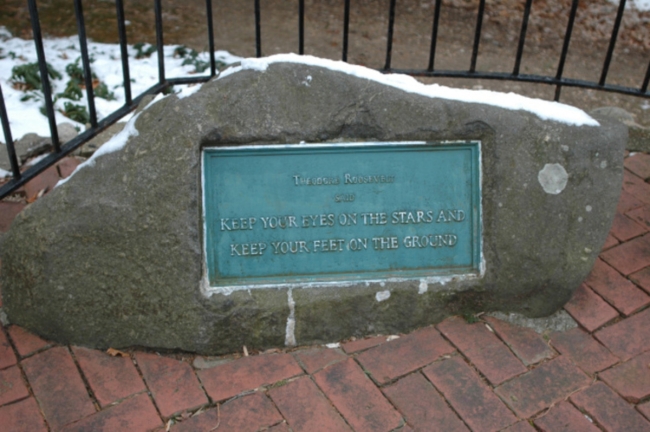 THEODORE ROOSEVELT
SAID
KEEP YOUR EYES ON THE STARS AND
KEEP YOUR FEET ON THE GROUND